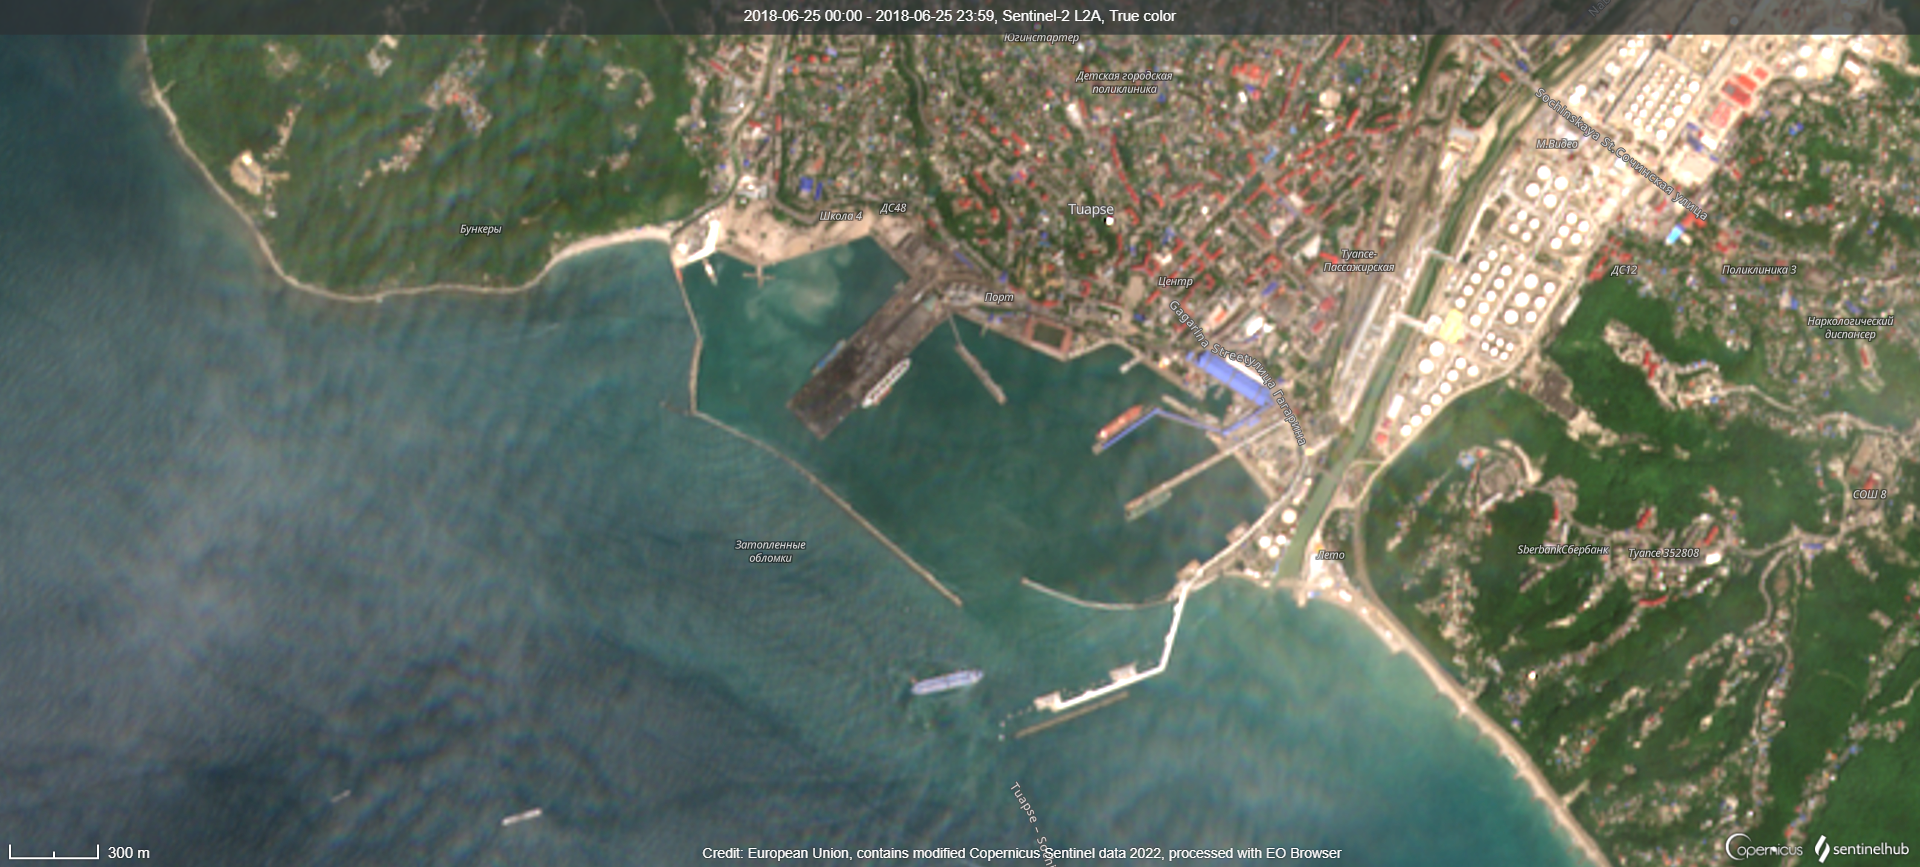 2018-06-25 00:00 - 2018-06-25 23:59, Sentinel-2 L2A, True color
Югинстартер
Детская городская
поликлиника
Sochinskaya St.Сочинская улица
М.Видео
Школа 4
ДС48
Tuapse
Бункеры
Туапсе-
Пассажирская
ДС12
Поликлиника 3
Центр
Порт
Gagarina Streetулица Гагарина
Наркологический
диспансер
СОШ 8
Затопленные
обломки
Лето
SberbankСбербанк
Туапсе 352808
Tuapse – Sochi
300 m
Credit: European Union, contains modified Copernicus Sentinel data 2022, processed with EO Browser
Copernicus
sentinelhub